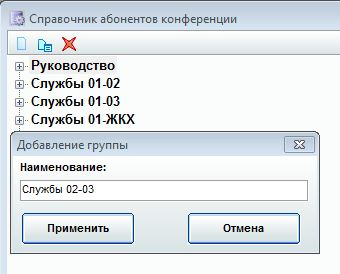 Справочник абонентов конференции
Руководство
Службы 01-02
Службы 01-03
Службы 01-ЖКХ
Добавление группы
Наименование:
Службы 02-03
Применить
Отмена